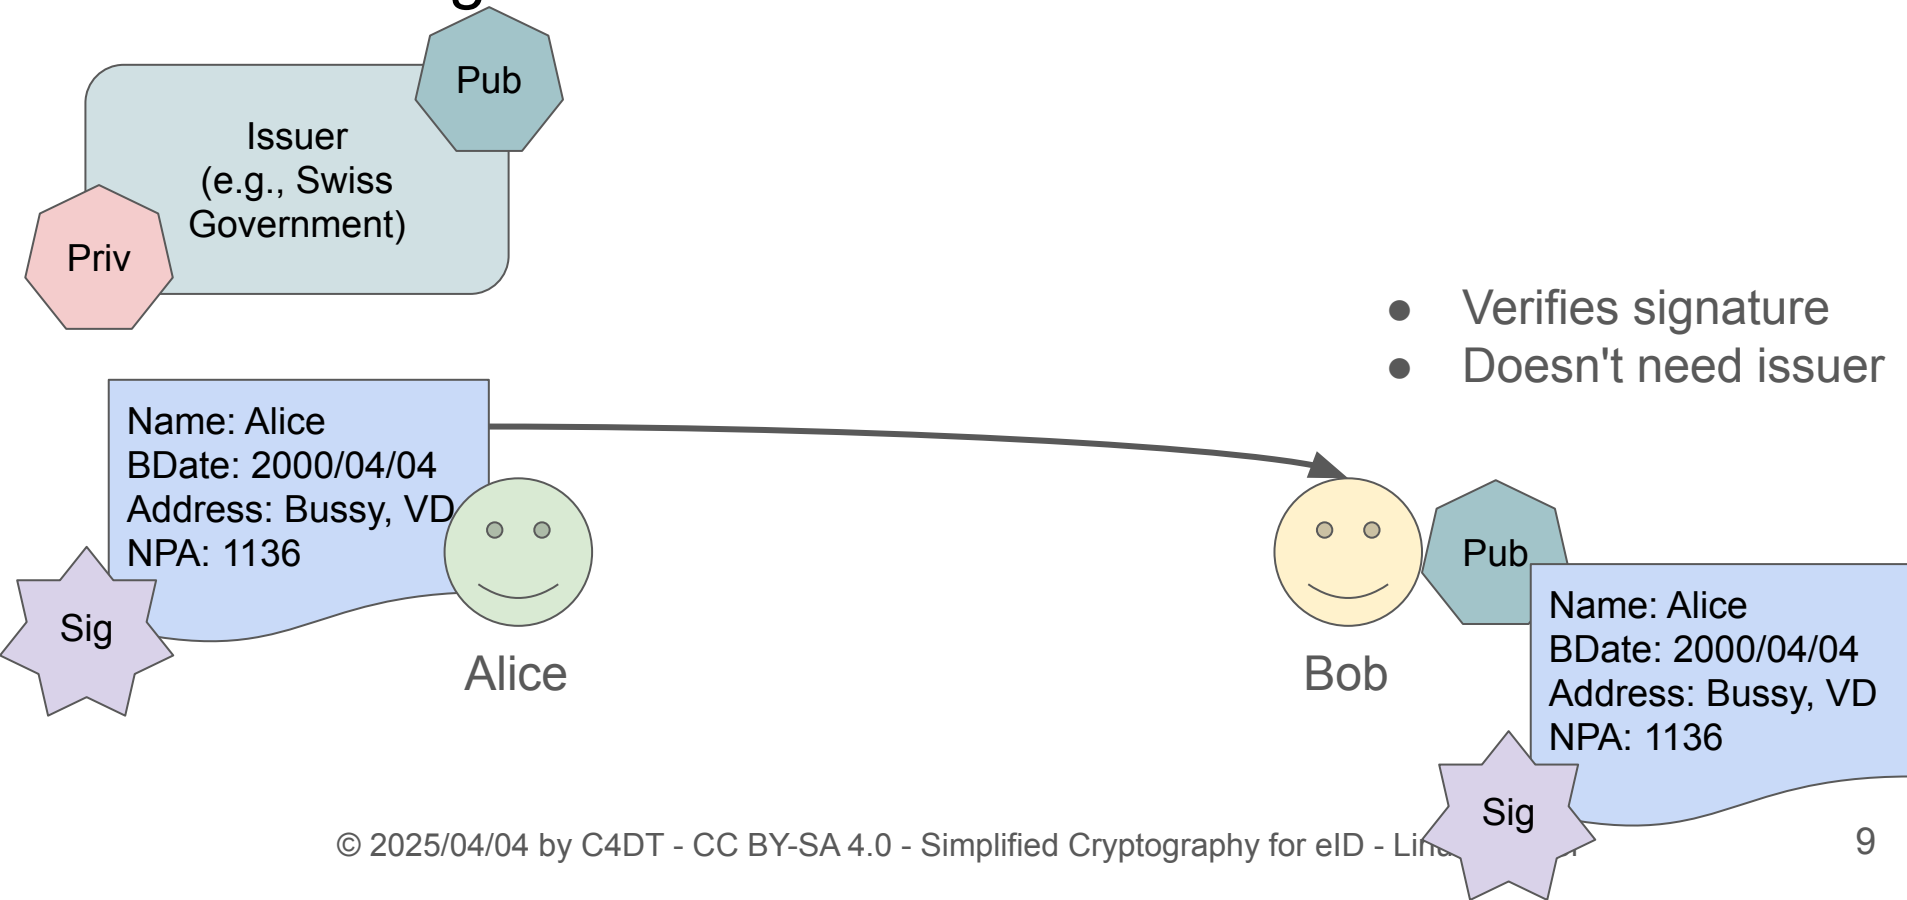 Pub
Issuer
(e.g., Swiss
Government)
Priv
● Verifies signature
● Doesn't need issuer
Name: Alice
BDate: 2000/04/04
Address: Bussy, VD
NPA: 1136
Sig
Alice
Bob
Pub
Name: Alice
BDate: 2000/04/04
Address: Bussy, VD
NPA: 1136
Sig
© 2025/04/04 by C4DT - CC BY-SA 4.0 - Simplified Cryptography for eID -
9